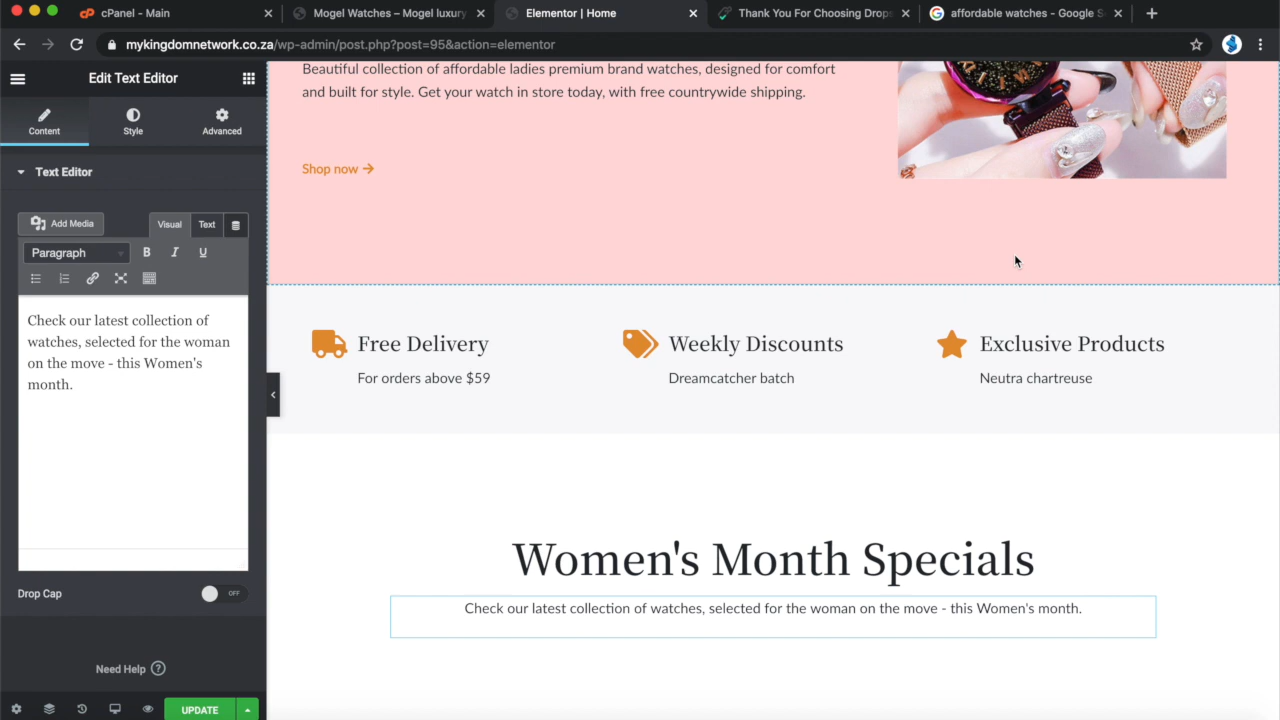 cPanel - Main
Mogel Watches – Mogel luxury
Elementor | Home
Thank You For Choosing Drops
affordable watches - Google S
mykingdomnetwork.co.za/wp-admin/post.php?post=95&action=elementor
Edit Text Editor
Content
Style
Advanced
Text Editor
Add Media
Visual
Text
Paragraph
B
I
U
Check our latest collection of
watches, selected for the woman
on the move - this Women's
month.
Drop Cap
OFF
Need Help ?
UPDATE
Beautiful collection of affordable ladies premium brand watches, designed for comfort
and built for style. Get your watch in store today, with free countrywide shipping.
Shop now
Free Delivery
For orders above $59
Weekly Discounts
Dreamcatcher batch
Exclusive Products
Neutra chartreuse
Women's Month Specials
Check our latest collection of watches, selected for the woman on the move - this Women's month.